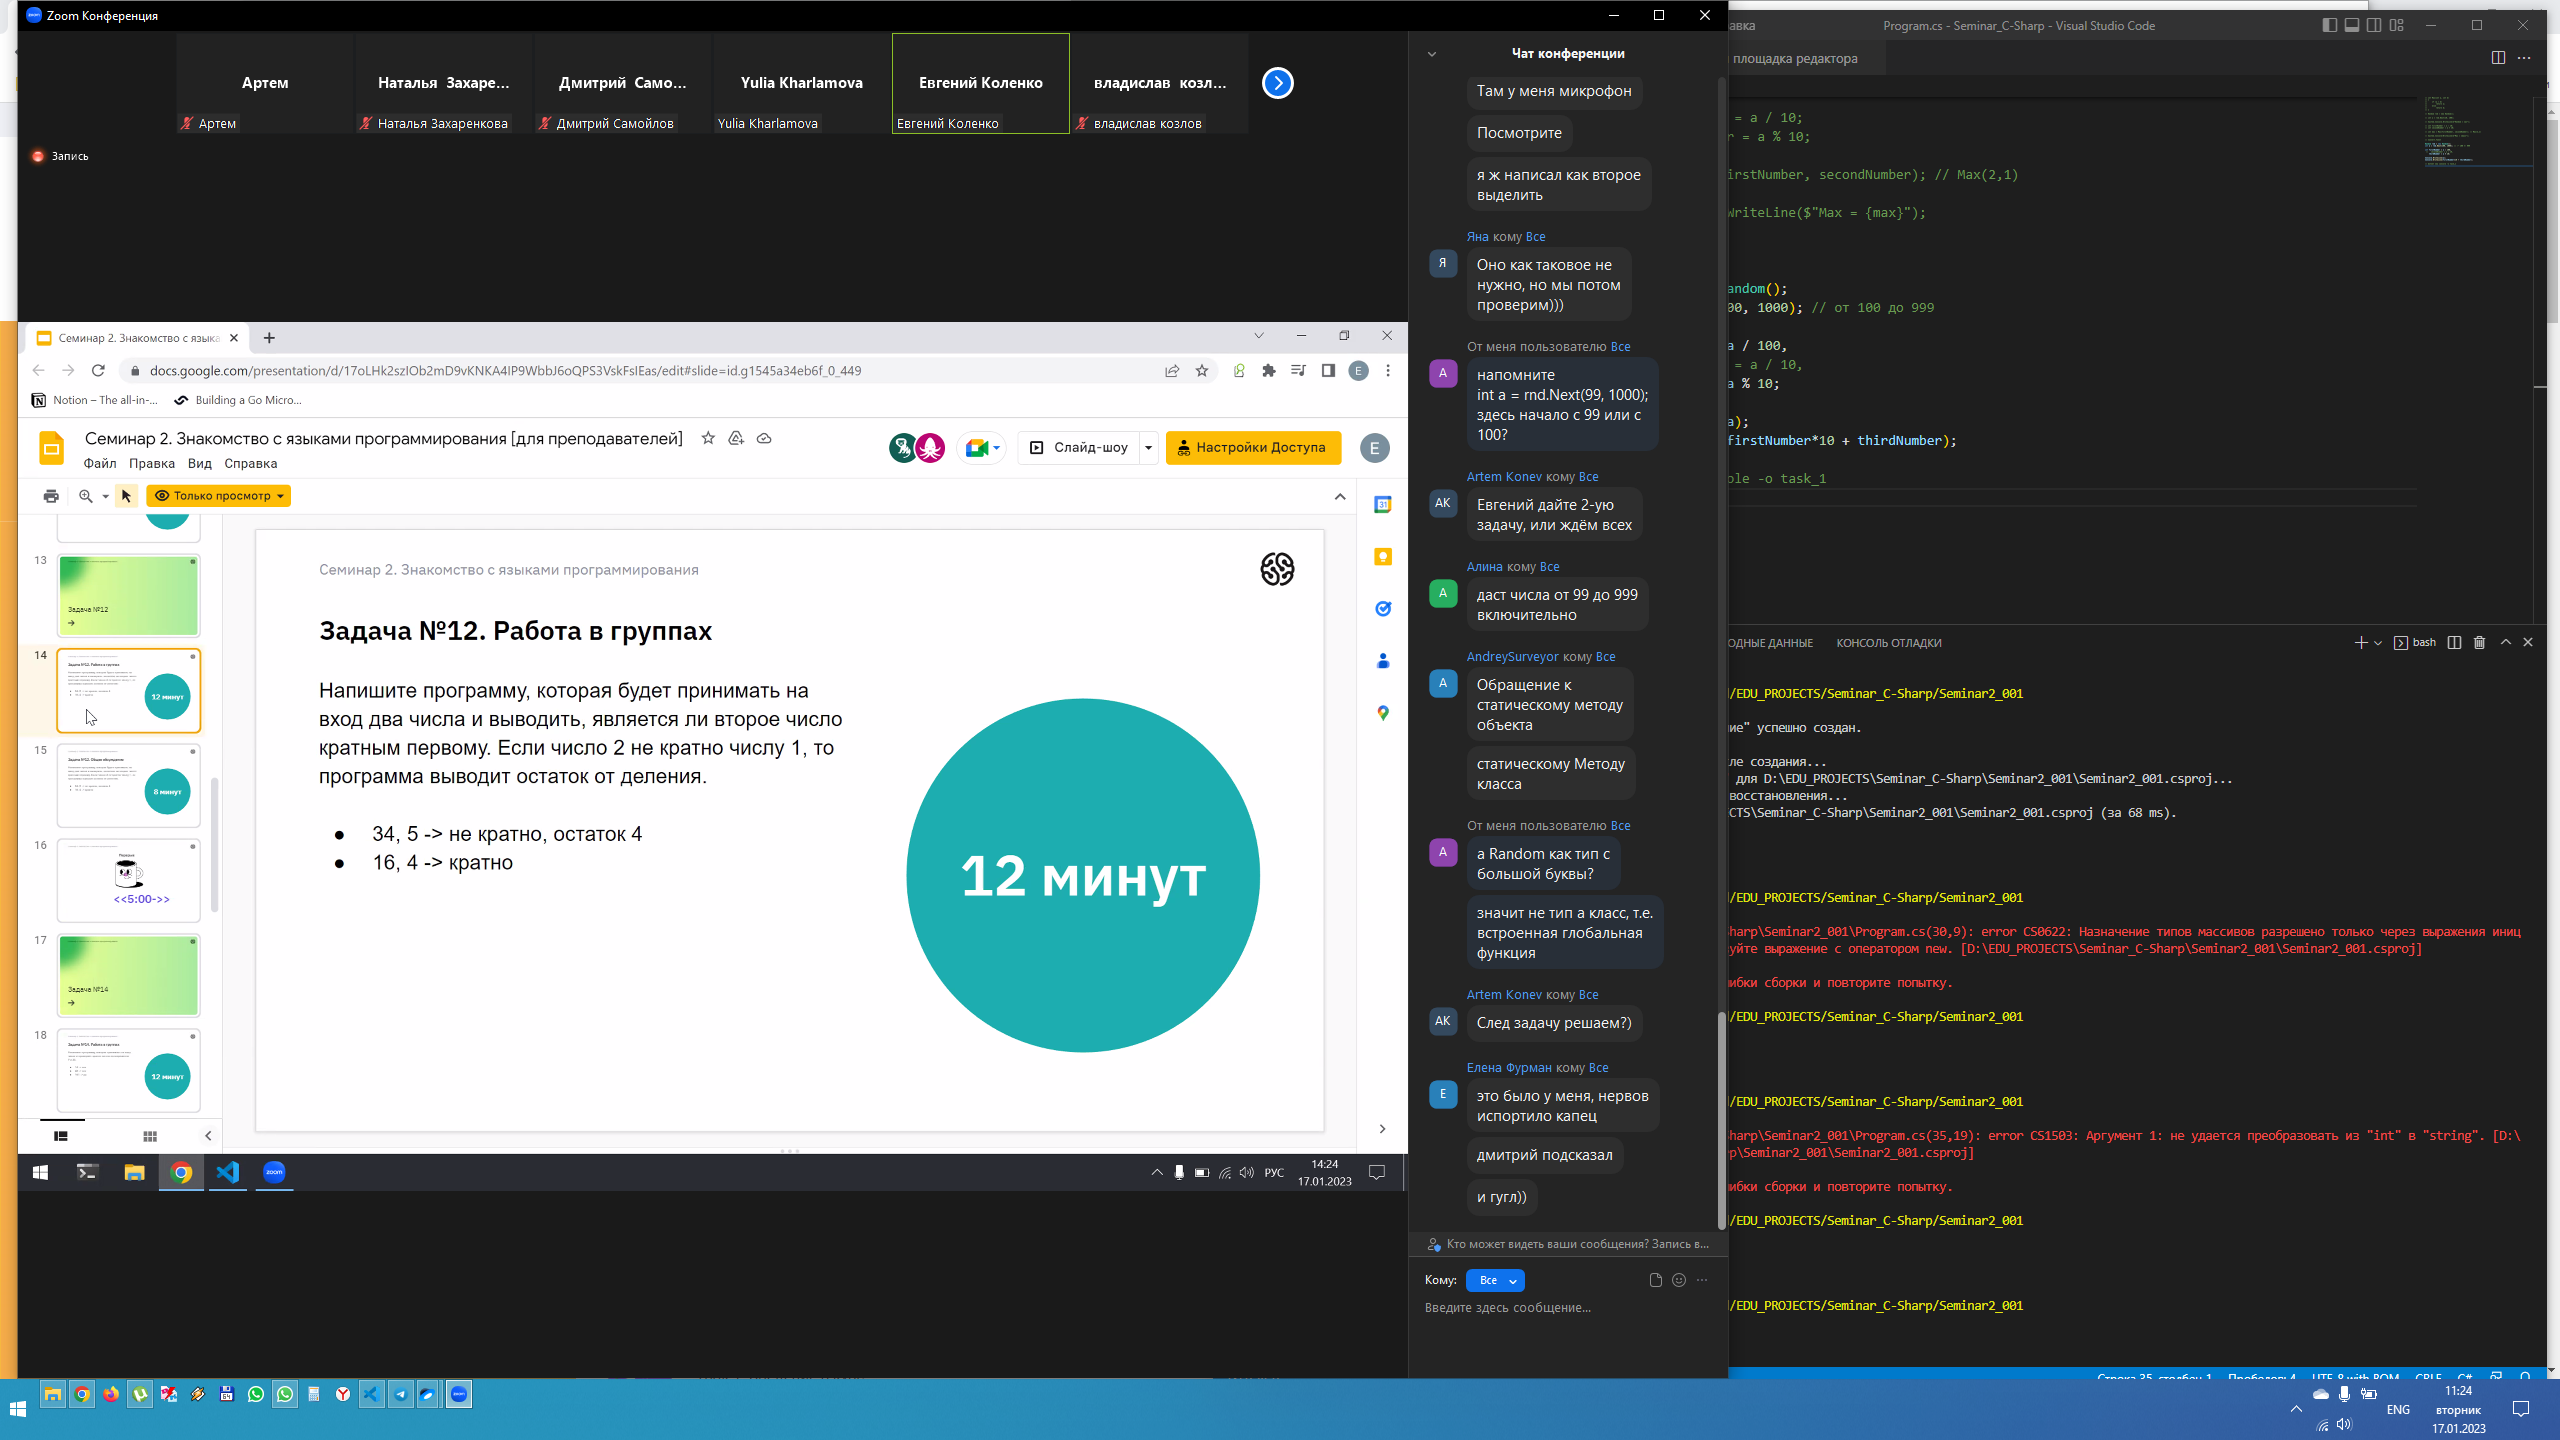 Zoom Конференция
Артем
Наталья Захаре...
Дмитрий Само...
Yulia Kharlamova
Евгений Коленко
владислав козл...
Артем
Наталья Захаренкова
Дмитрий Самойлов
Yulia Kharlamova
Евгений Коленко
владислав козлов
Запись
Семинар 2. Знакомство с языка
docs.google.com/presentation/d/17oLHk2szIOb2mD9vKNKA4IP9WbbJ6oQPS3VskFsIEas/edit#slide=id.g1545a34eb6f_0_449
Notion – The all-in-...
Building a Go Micro...
Семинар 2. Знакомство с языками программирования [для преподавателей]
Файл Правка Вид Справка
Слайд-шоу
Настройки Доступа
E
Только просмотр
13
Задача №12
14
12 минут
15
8 минут
16
<<5:00->>
17
Задача №14
18
12 минут
Семинар 2. Знакомство с языками программирования
Задача №12. Работа в группах
Напишите программу, которая будет принимать на
вход два числа и выводить, является ли второе число
кратным первому. Если число 2 не кратно числу 1, то
программа выводит остаток от деления.
● 34, 5 -> не кратно, остаток 4
● 16, 4 -> кратно
12 минут
РУС
14:24
17.01.2023
Чат конференции
Там у меня микрофон
Посмотрите
я ж написал как второе
выделить
Яна кому Все
Я
Оно как таковое не
нужно, но мы потом
проверим)))
От меня пользователю Все
A
напомните
int a = rnd.Next(99, 1000);
здесь начало с 99 или с
100?
Artem Konev кому Все
AK
Евгений дайте 2-ую
задачу, или ждём всех
Алина кому Все
А
даст числа от 99 до 999
включительно
AndreySurveyor кому Все
A
Обращение к
статическому методу
объекта
статическому Методу
класса
От меня пользователю Все
A
а Random как тип с
большой буквы?
значит не тип а класс, т.е.
встроенная глобальная
функция
Artem Konev кому Все
AK
След задачу решаем?)
Елена Фурман кому Все
Е
это было у меня, нервов
испортило капец
дмитрий подсказал
и гугл))
Кто может видеть ваши сообщения? Запись в...
Кому: Все
Введите здесь сообщение...
авка
Program.cs - Seminar_C-Sharp - Visual Studio Code
площадка редактора
= a / 10;
r = a % 10;
irstNumber, secondNumber); // Max(2,1)
WriteLine($"Max = {max}");
andom();
00, 1000); // от 100 до 999
a / 100,
= a / 10,
a % 10;
a);
firstNumber*10 + thirdNumber);
ole -o task_1
ОДНЫЕ ДАННЫЕ
КОНСОЛЬ ОТЛАДКИ
bash
/EDU_PROJECTS/Seminar_C-Sharp/Seminar2_001
ие" успешно создан.
ле создания...
для D:\EDU_PROJECTS\Seminar_C-Sharp\Seminar2_001\Seminar2_001.csproj...
восстановления...
CTS\Seminar_C-Sharp\Seminar2_001\Seminar2_001.csproj (за 68 ms).
/EDU_PROJECTS/Seminar_C-Sharp/Seminar2_001
Sharp\Seminar2_001\Program.cs(30,9): error CS0622: Назначение типов массивов разрешено только через выражения иниц
уйте выражение с оператором new. [D:\EDU_PROJECTS\Seminar_C-Sharp\Seminar2_001\Seminar2_001.csproj]
ибки сборки и повторите попытку.
/EDU_PROJECTS/Seminar_C-Sharp/Seminar2_001
/EDU_PROJECTS/Seminar_C-Sharp/Seminar2_001
harp\Seminar2_001\Program.cs(35,19): error CS1503: Аргумент 1: не удается преобразовать из "int" в "string". [D:\
p\Seminar2_001\Seminar2_001.csproj]
ибки сборки и повторите попытку.
/EDU_PROJECTS/Seminar_C-Sharp/Seminar2_001
/EDU_PROJECTS/Seminar_C-Sharp/Seminar2_001
ENG
11:24
вторник
17.01.2023